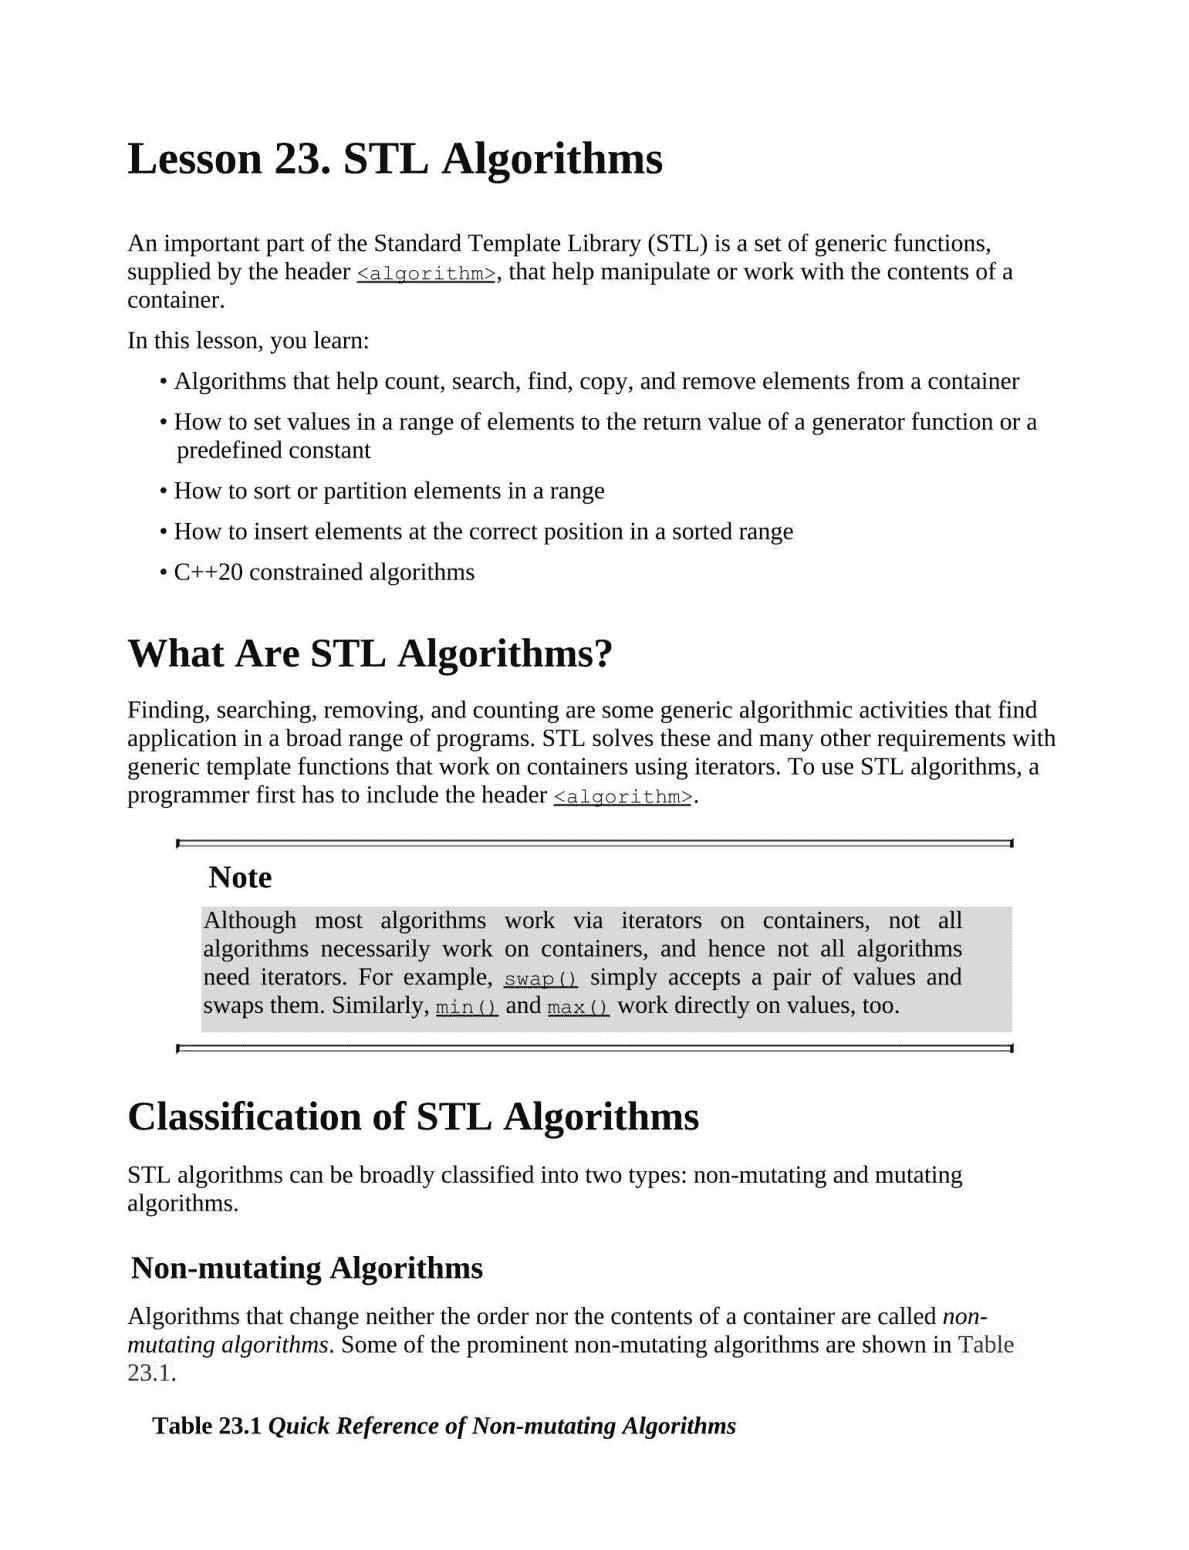 Lesson 23. STL Algorithms
An important part of the Standard Template Library (STL) is a set of generic functions,
supplied by the header <algorithm>, that help manipulate or work with the contents of a
container.
In this lesson, you learn:
• Algorithms that help count, search, find, copy, and remove elements from a container
• How to set values in a range of elements to the return value of a generator function or a
predefined constant
• How to sort or partition elements in a range
• How to insert elements at the correct position in a sorted range
• C++20 constrained algorithms
What Are STL Algorithms?
Finding, searching, removing, and counting are some generic algorithmic activities that find
application in a broad range of programs. STL solves these and many other requirements with
generic template functions that work on containers using iterators. To use STL algorithms, a
programmer first has to include the header <algorithm>.
Note
Although most algorithms work via iterators on containers, not all
algorithms necessarily work on containers, and hence not all algorithms
need iterators. For example, swap() simply accepts a pair of values and
swaps them. Similarly, min() and max() work directly on values, too.
Classification of STL Algorithms
STL algorithms can be broadly classified into two types: non-mutating and mutating
algorithms.
Non-mutating Algorithms
Algorithms that change neither the order nor the contents of a container are called non-
mutating algorithms. Some of the prominent non-mutating algorithms are shown in Table
23.1.
Table 23.1 Quick Reference of Non-mutating Algorithms